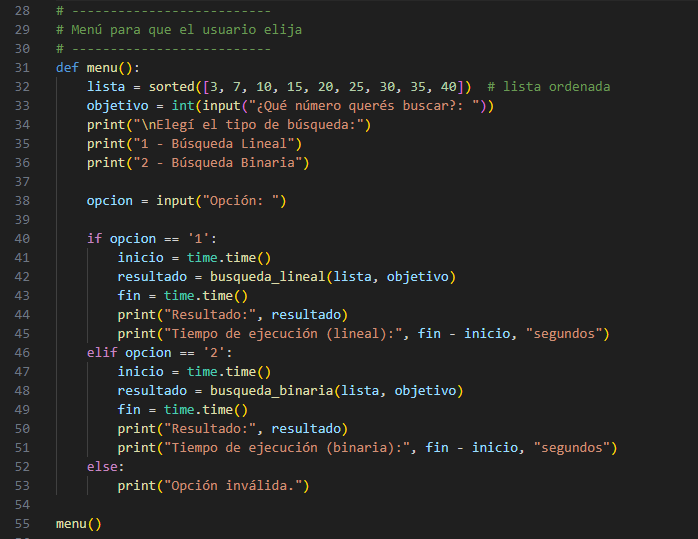 28 # --------------------------
29 # Menú para que el usuario elija
30 # --------------------------
31 def menu():
32     lista = sorted([3, 7, 10, 15, 20, 25, 30, 35, 40])  # lista ordenada
33     objetivo = int(input("¿Qué número querés buscar?: "))
34     print("\nElegí el tipo de búsqueda:")
35     print("1 - Búsqueda Lineal")
36     print("2 - Búsqueda Binaria")
37
38     opcion = input("Opción: ")
39
40     if opcion == '1':
41         inicio = time.time()
42         resultado = busqueda_lineal(lista, objetivo)
43         fin = time.time()
44         print("Resultado:", resultado)
45         print("Tiempo de ejecución (lineal):", fin - inicio, "segundos")
46     elif opcion == '2':
47         inicio = time.time()
48         resultado = busqueda_binaria(lista, objetivo)
49         fin = time.time()
50         print("Resultado:", resultado)
51         print("Tiempo de ejecución (binaria):", fin - inicio, "segundos")
52     else:
53         print("Opción inválida.")
54
55 menu()